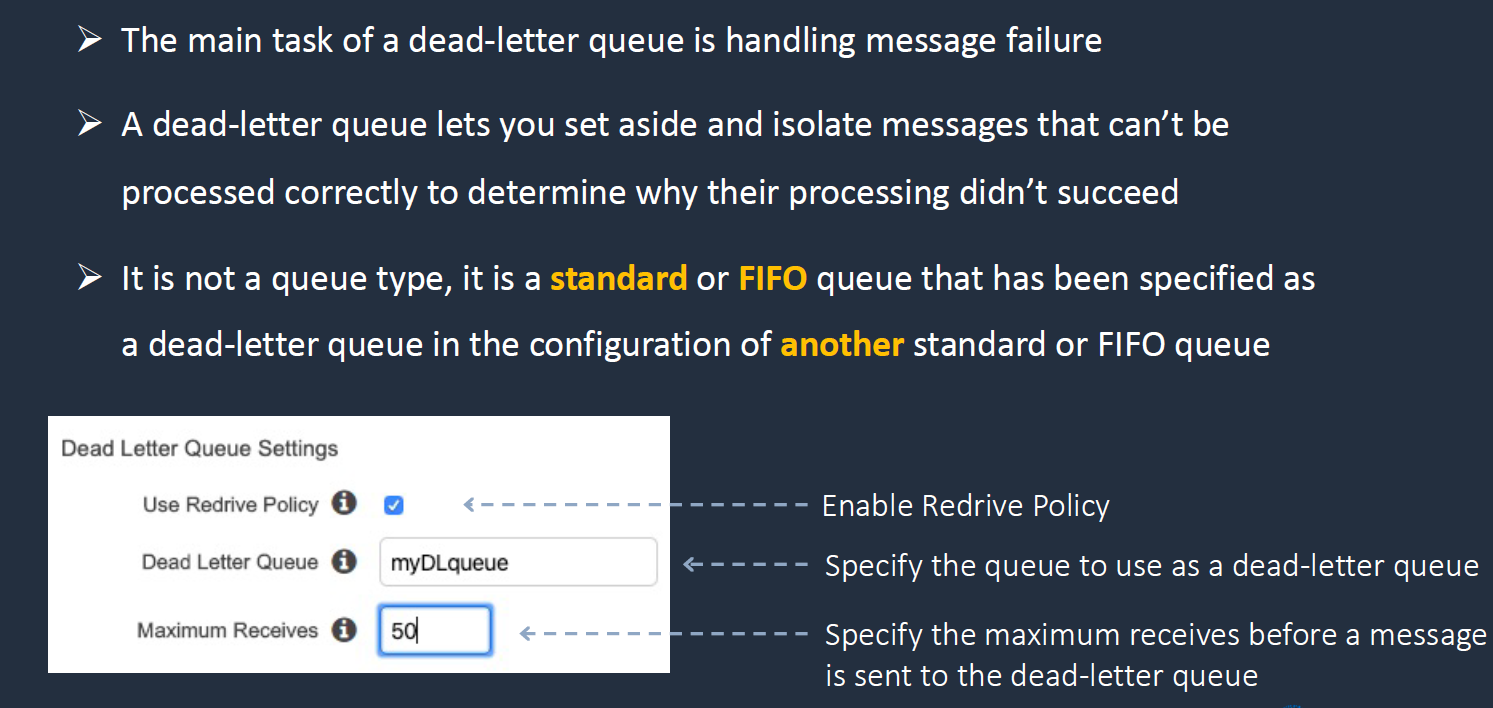 The main task of a dead-letter queue is handling message failure
A dead-letter queue lets you set aside and isolate messages that can’t be
processed correctly to determine why their processing didn’t succeed
It is not a queue type, it is a standard or FIFO queue that has been specified as
a dead-letter queue in the configuration of another standard or FIFO queue
Dead Letter Queue Settings
Use Redrive Policy
Enable Redrive Policy
Dead Letter Queue
myDLqueue
Specify the queue to use as a dead-letter queue
Maximum Receives
50
Specify the maximum receives before a message
is sent to the dead-letter queue